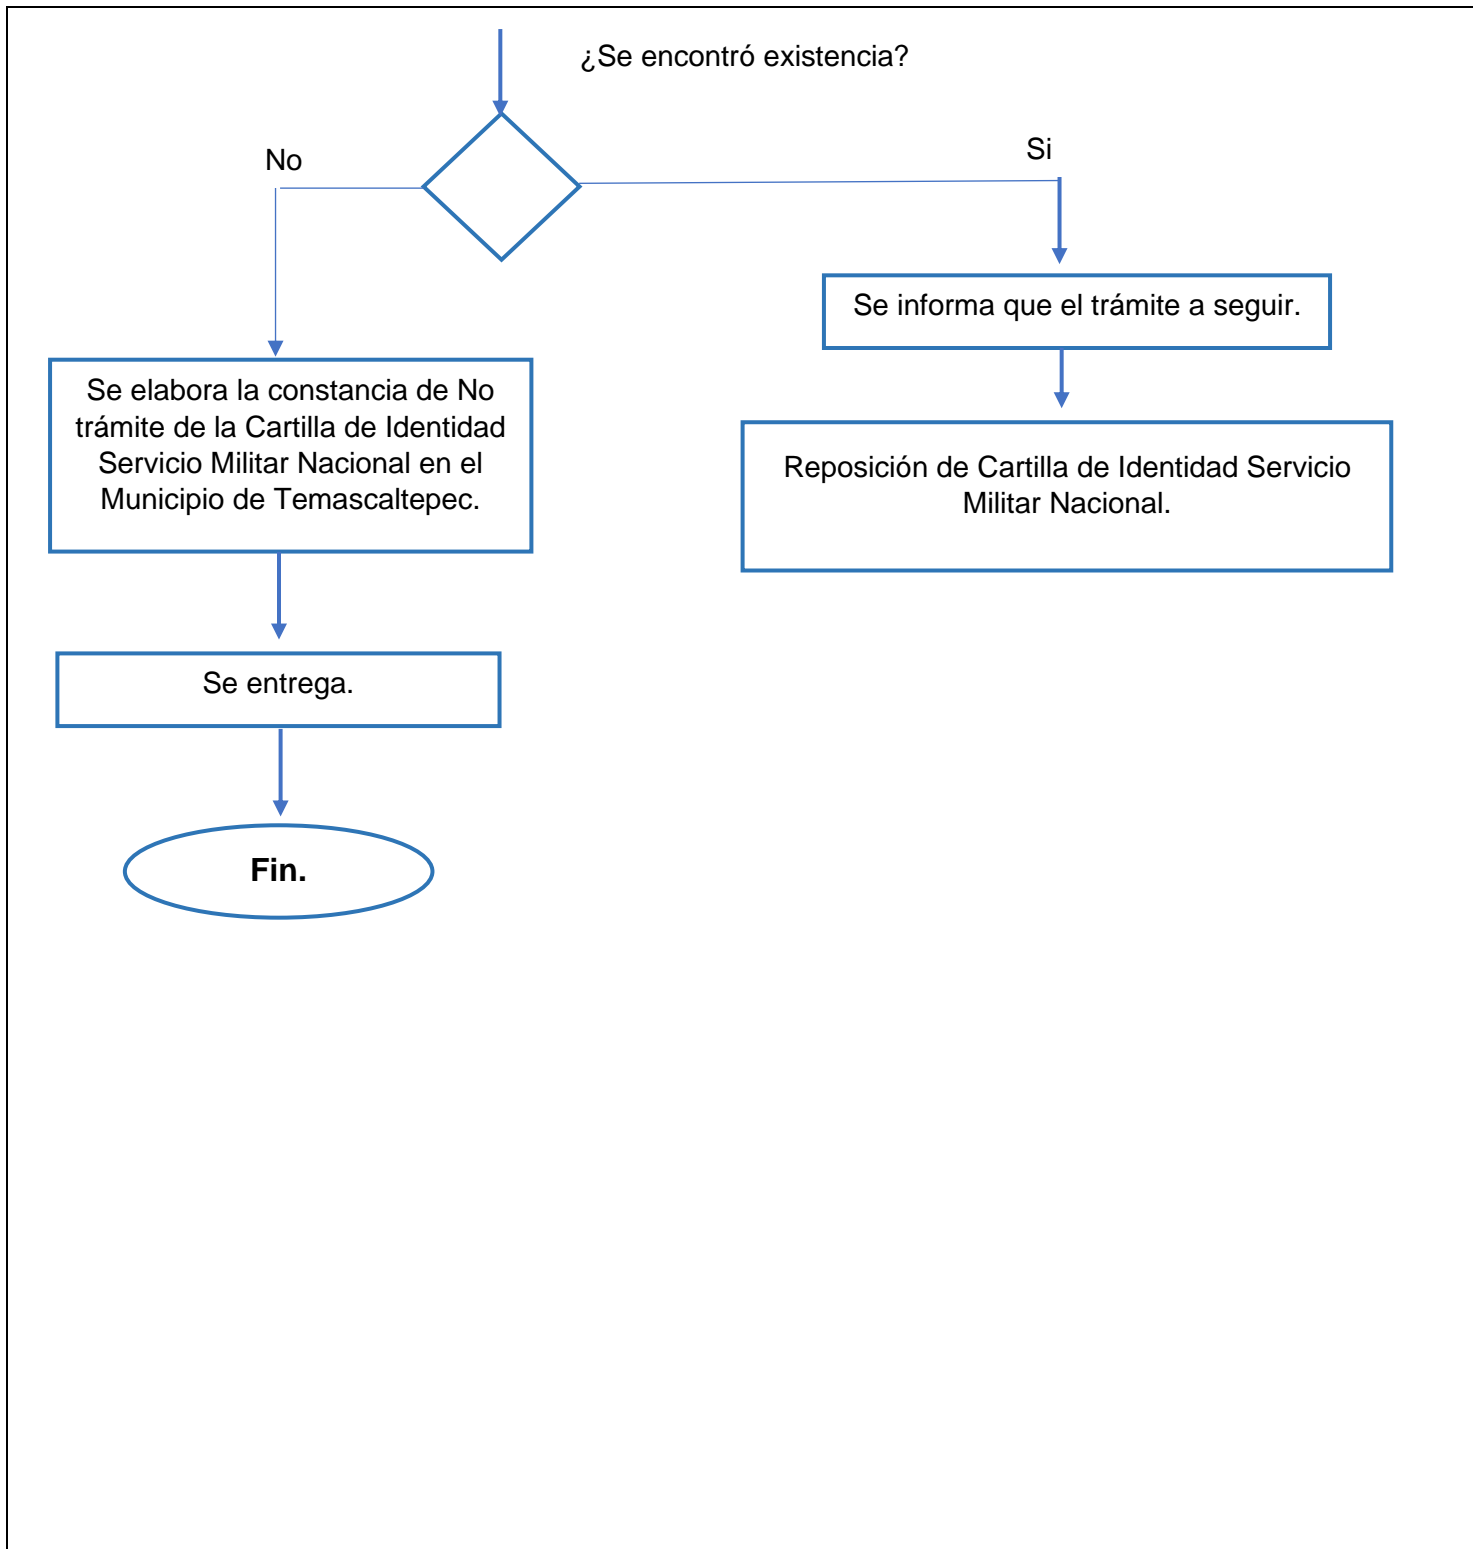 ¿Se encontró existencia?
No
Si
Se informa que el trámite a seguir.
Se elabora la constancia de No
trámite de la Cartilla de Identidad
Servicio Militar Nacional en el
Municipio de Temascaltepec.
Reposición de Cartilla de Identidad Servicio
Militar Nacional.
Se entrega.
Fin.